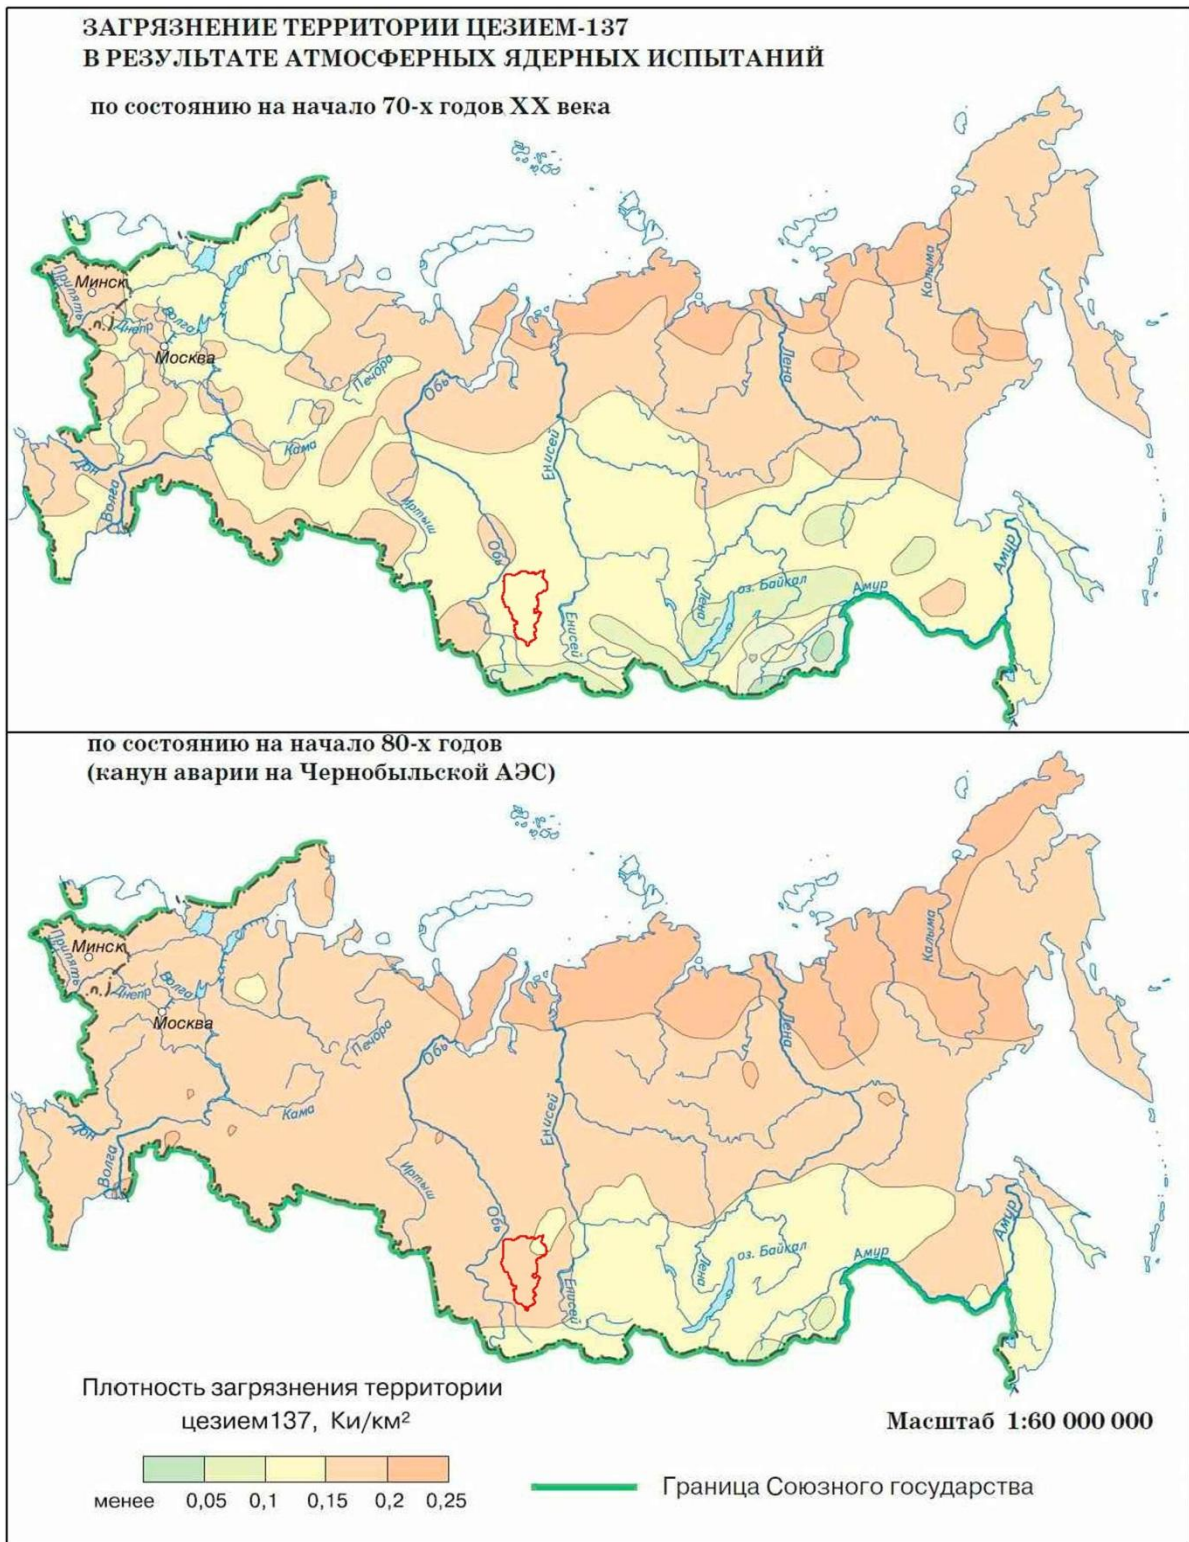 ЗАГРЯЗНЕНИЕ ТЕРРИТОРИИ ЦЕЗИЕМ-137
В РЕЗУЛЬТАТЕ АТМОСФЕРНЫХ ЯДЕРНЫХ ИСПЫТАНИЙ
по состоянию на начало 70-х годов XX века
Припять
Минск
Калыма
Днепр
Волга
Москва
Печора
Обь
Лена
Кама
Енисей
Дон
Волга
Иртыш
Обь
Амур
оз. Байкал
Амур
Лена
Енисей
по состоянию на начало 80-х годов
(канун аварии на Чернобыльской АЭС)
Припять
Минск
Калыма
Днепр
Волга
Москва
Печора
Обь
Лена
Кама
Енисей
Дон
Волга
Иртыш
Обь
Амур
оз. Байкал
Амур
Лена
Енисей
Плотность загрязнения территории
цезием137, Ки/км²
Масштаб 1:60 000 000
менее 0,05 0,1 0,15 0,2 0,25
Граница Союзного государства